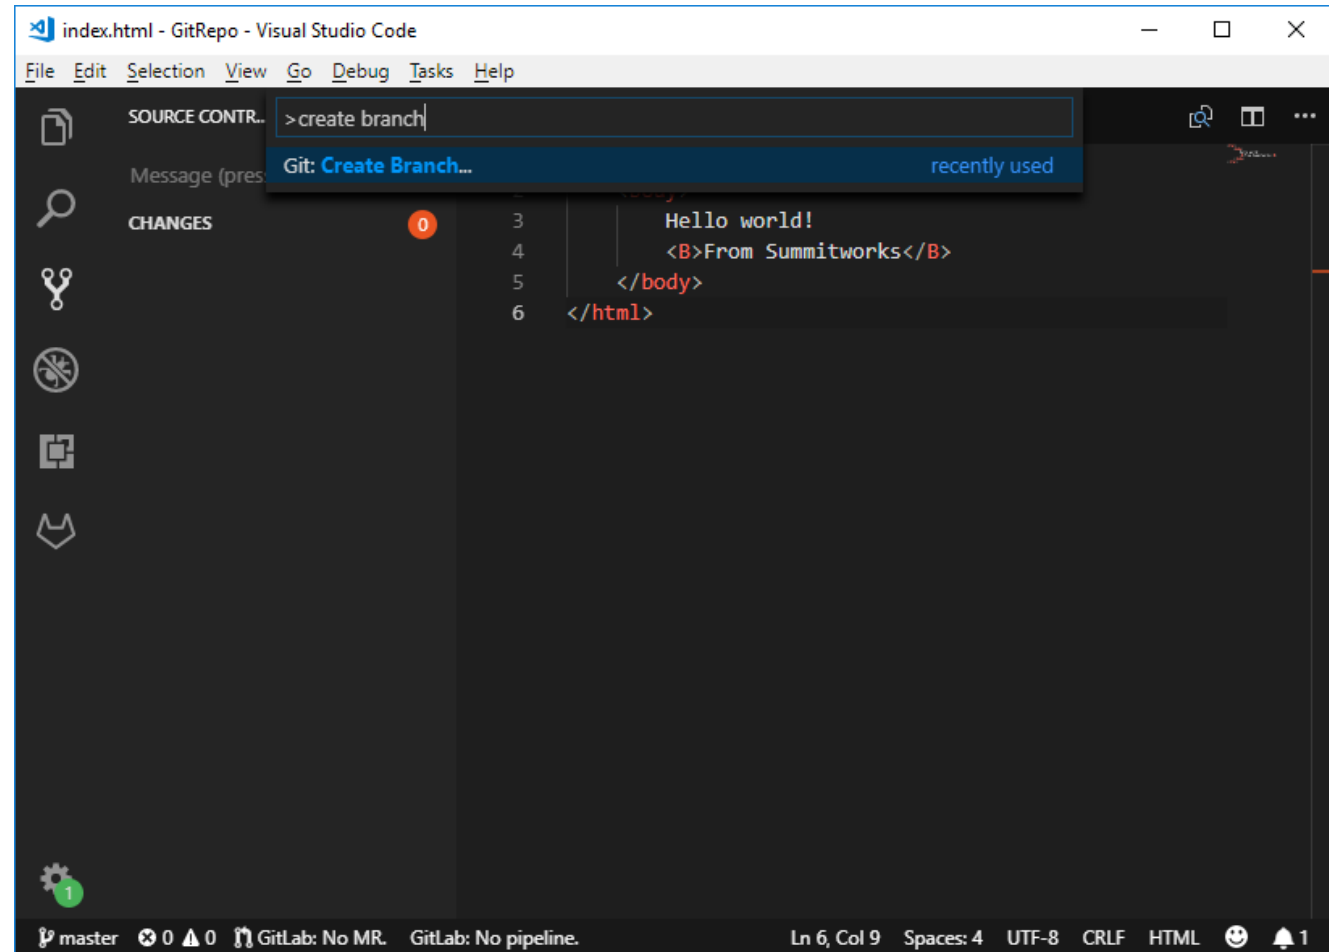 index.html - GitRepo - Visual Studio Code
File Edit Selection View Go Debug Tasks Help
SOURCE CONTR...
>create branch
Message (pres
Git: Create Branch...
recently used
CHANGES
0
3 Hello world!
4 <B>From Summitworks</B>
5 </body>
6 </html>
1
master 0 0 GitLab: No MR. GitLab: No pipeline. Ln 6, Col 9 Spaces: 4 UTF-8 CRLF HTML 1